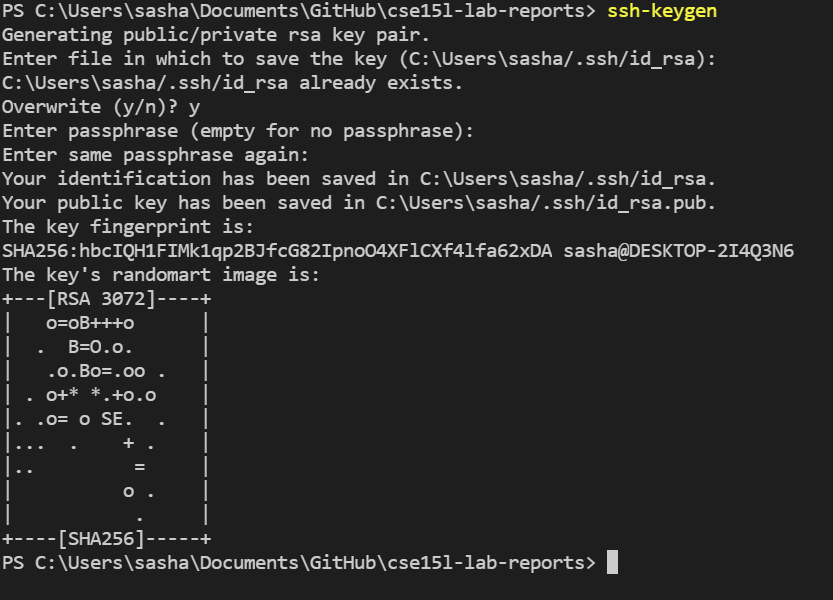 PS C:\Users\sasha\Documents\GitHub\cse15l-lab-reports> ssh-keygen
Generating public/private rsa key pair.
Enter file in which to save the key (C:\Users\sasha/.ssh/id_rsa):
C:\Users\sasha/.ssh/id_rsa already exists.
Overwrite (y/n)? y
Enter passphrase (empty for no passphrase):
Enter same passphrase again:
Your identification has been saved in C:\Users\sasha/.ssh/id_rsa.
Your public key has been saved in C:\Users\sasha/.ssh/id_rsa.pub.
The key fingerprint is:
SHA256:hbcIQH1FIMk1qp2BJfcG82IpnoO4XFlCXf4lfa62xDA sasha@DESKTOP-2I4Q3N6
The key's randomart image is:
+---[RSA 3072]----+
|   o=oB+++o      |
|  .  B=O.o.      |
|   .o.Bo=.oo .   |
| . o+* *.+o.o    |
|. .o= o SE.  .   |
|...  .    + .    |
|..         =     |
|          o .    |
|           .     |
+----[SHA256]-----+
PS C:\Users\sasha\Documents\GitHub\cse15l-lab-reports>